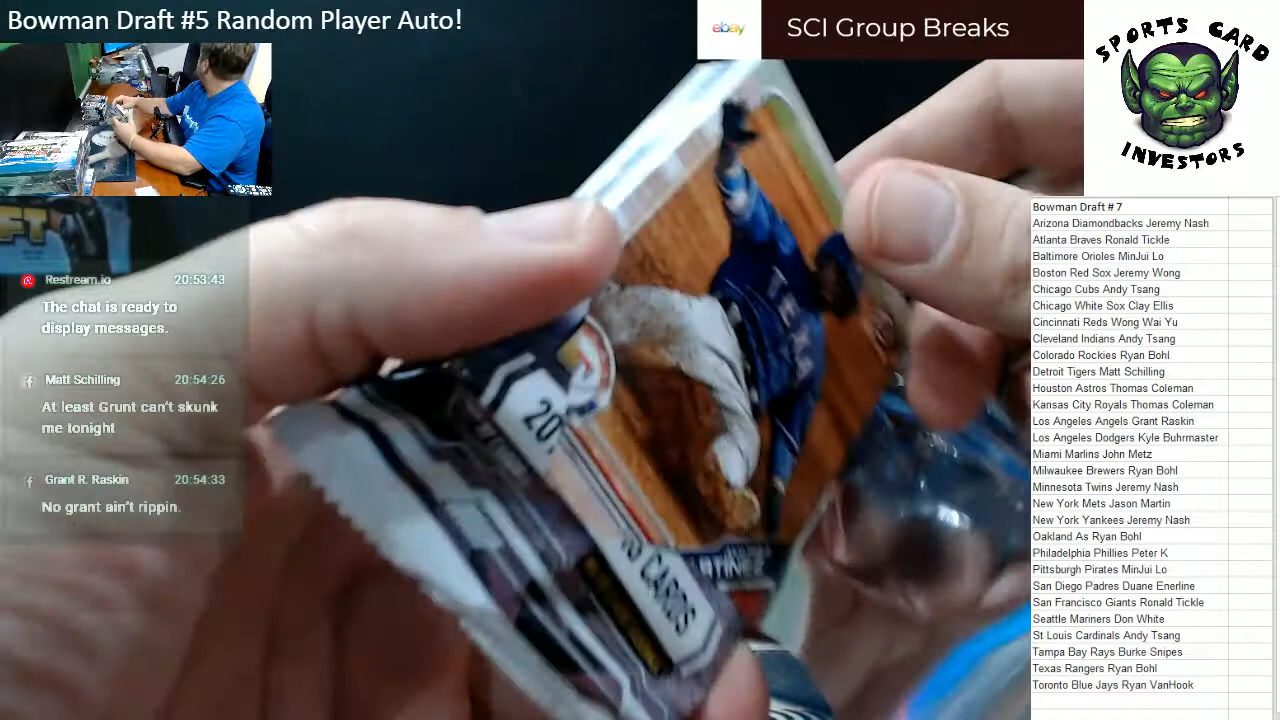 Bowman Draft #5 Random Player Auto!
ebay
SCI Group Breaks
SPORTS CARD
INVESTORS
Restream.io 20:53:43
The chat is ready to
display messages.
Matt Schilling 20:54:26
At least Grunt can't skunk
me tonight
Grant R. Raskin 20:54:33
No grant ain't rippin.
20
CARDS
Bowman Draft # 7
Arizona Diamondbacks Jeremy Nash
Atlanta Braves Ronald Tickle
Baltimore Orioles MinJui Lo
Boston Red Sox Jeremy Wong
Chicago Cubs Andy Tsang
Chicago White Sox Clay Ellis
Cincinnati Reds Wong Wai Yu
Cleveland Indians Andy Tsang
Colorado Rockies Ryan Bohl
Detroit Tigers Matt Schilling
Houston Astros Thomas Coleman
Kansas City Royals Thomas Coleman
Los Angeles Angels Grant Raskin
Los Angeles Dodgers Kyle Buhrmaster
Miami Marlins John Metz
Milwaukee Brewers Ryan Bohl
Minnesota Twins Jeremy Nash
New York Mets Jason Martin
New York Yankees Jeremy Nash
Oakland As Ryan Bohl
Philadelphia Phillies Peter K
Pittsburgh Pirates MinJui Lo
San Diego Padres Duane Enerline
San Francisco Giants Ronald Tickle
Seattle Mariners Don White
St Louis Cardinals Andy Tsang
Tampa Bay Rays Burke Snipes
Texas Rangers Ryan Bohl
Toronto Blue Jays Ryan VanHook